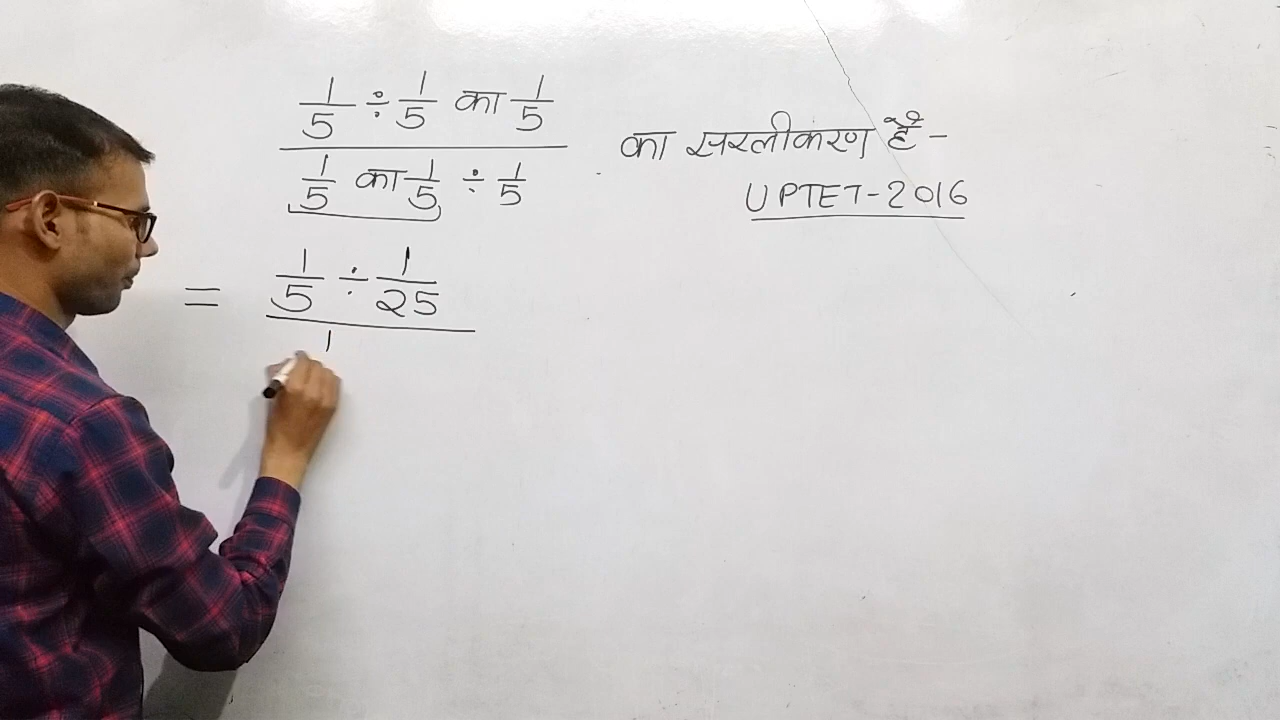 1/5 ÷ 1/5 का 1/5
1/5 का 1/5 ÷ 1/5
का सरलीकरण है -
UPTET-2016
= 1/5 ÷ 1/25
1